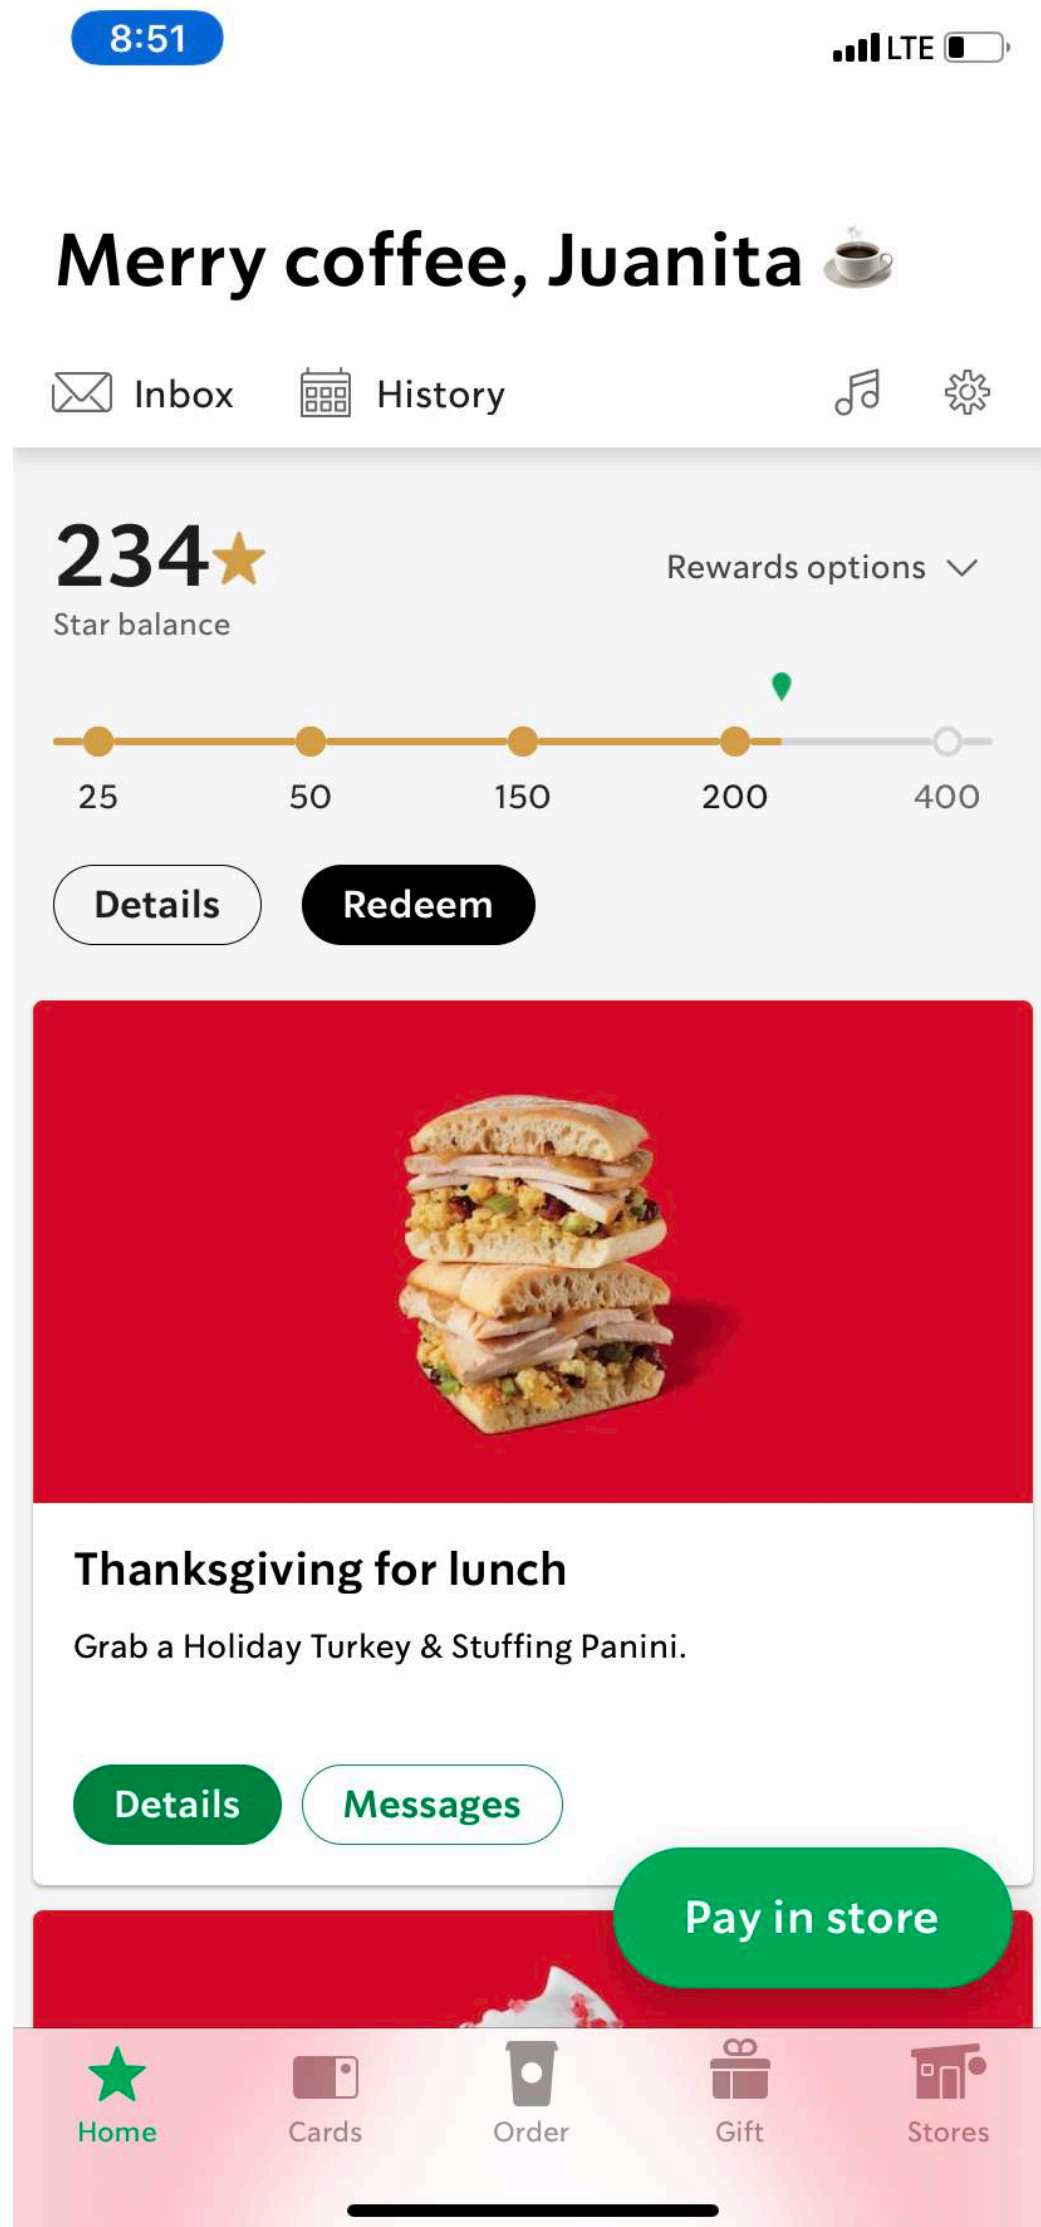 8:51
LTE
Merry coffee, Juanita
Inbox
History
234
Rewards options
Star balance
25
50
150
200
400
Details
Redeem
Thanksgiving for lunch
Grab a Holiday Turkey & Stuffing Panini.
Details
Messages
Pay in store
Home
Cards
Order
Gift
Stores